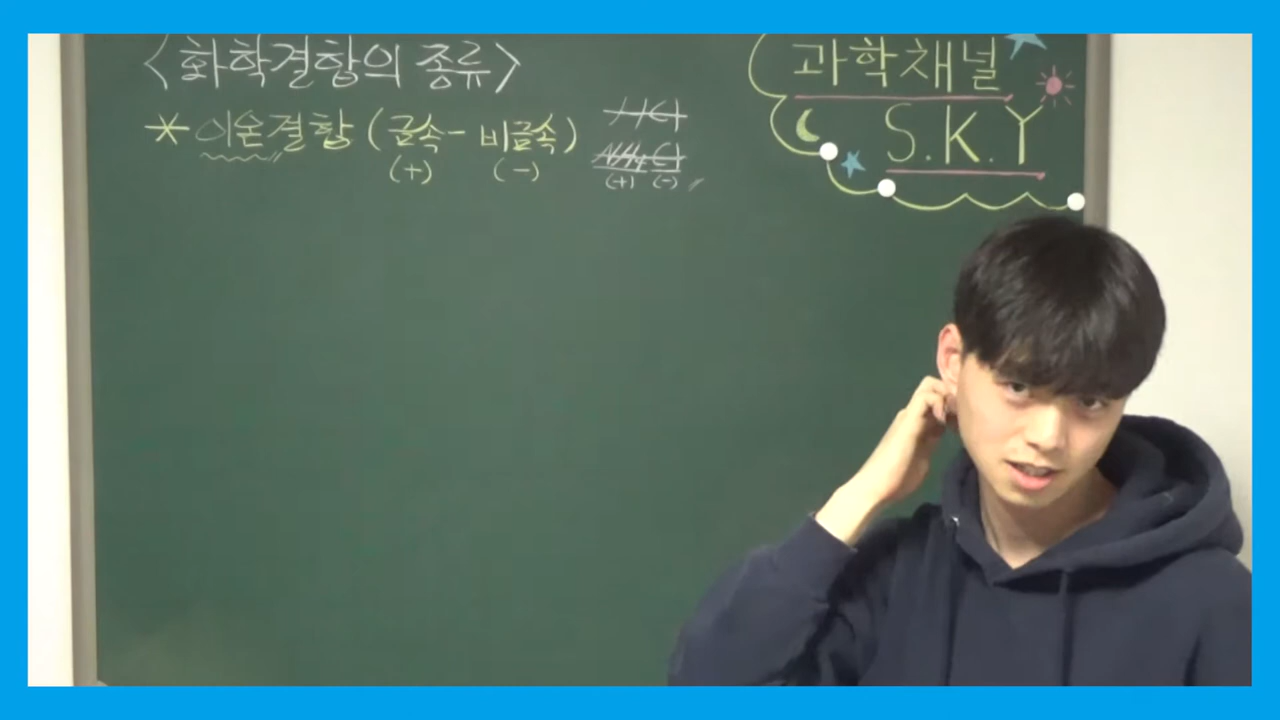 <화학결합의 종류>
* 이온결합 (금속- 비금속)
(+) (-)
HCl
NH4Cl
(+) (-)
과학채널
S.K.Y